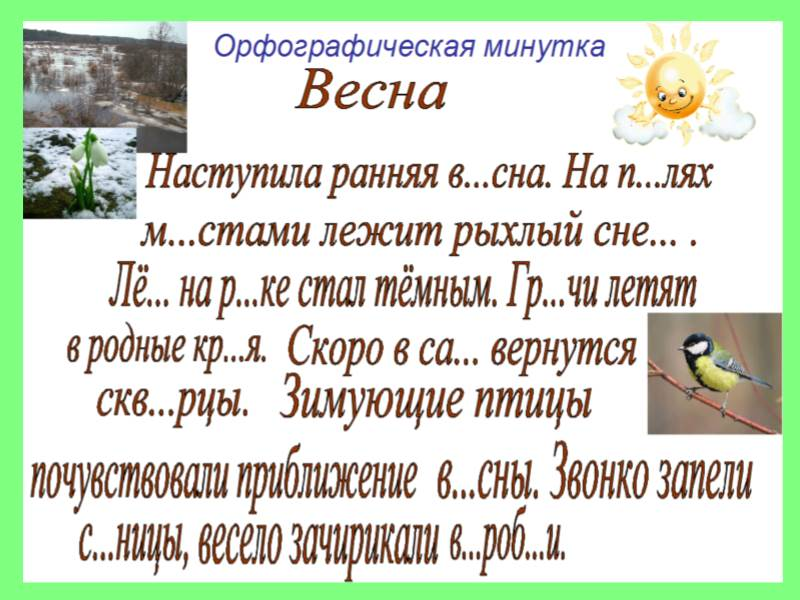 Орфографическая минутка
Весна
Наступила ранняя в...сна. На п...лях
м...стами лежит рыхлый сне... .
Лё... на р...ке стал тёмным. Гр...чи летят
в родные кр...я. Скоро в са... вернутся
скв...рцы. Зимующие птицы
почувствовали приближение в...сны. Звонко запели
с...ницы, весело зачирикали в...роб...и.